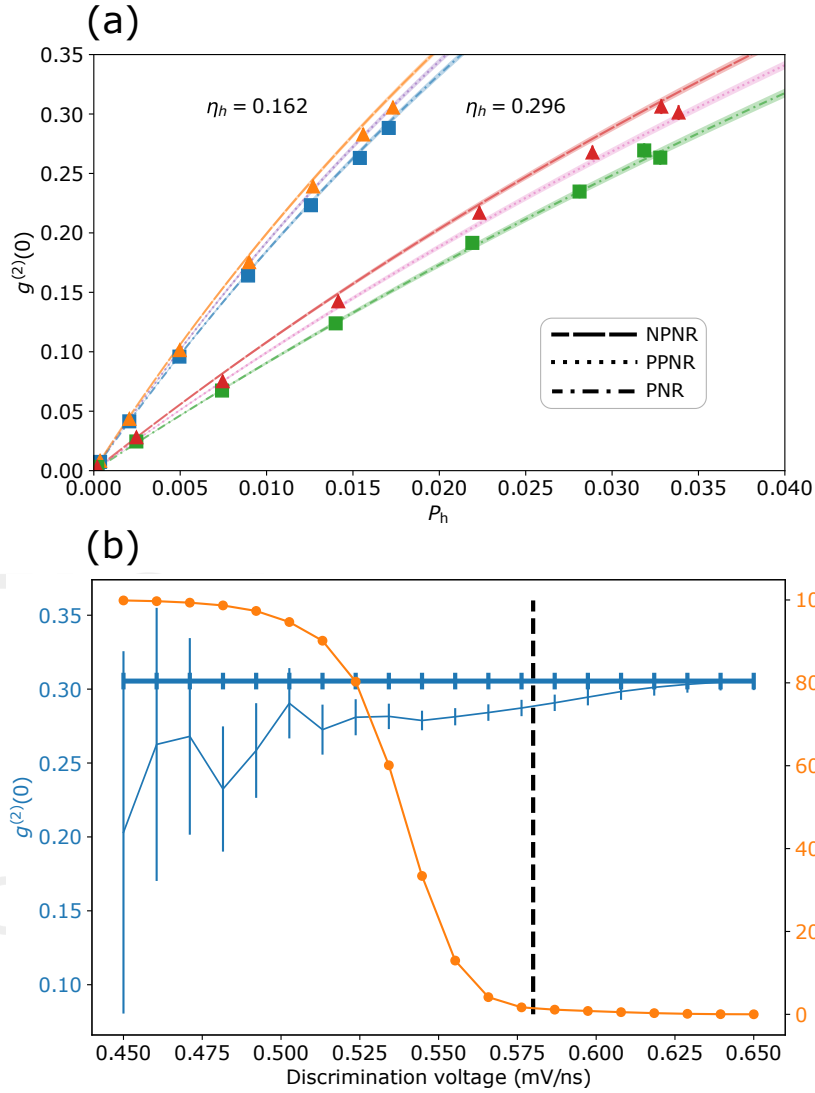 (a)
0.35
0.30
0.25
0.20
0.15
0.10
0.05
0.00
g⁽²⁾(0)
ηₕ = 0.162
ηₕ = 0.296
NPNR
PPNR
PNR
0.000 0.005 0.010 0.015 0.020 0.025 0.030 0.035 0.040
Pₕ
(b)
0.35
0.30
0.25
0.20
0.15
0.10
g⁽²⁾(0)
80
60
40
20
0
0.450 0.475 0.500 0.525 0.550 0.575 0.600 0.625 0.650
Discrimination voltage (mV/ns)